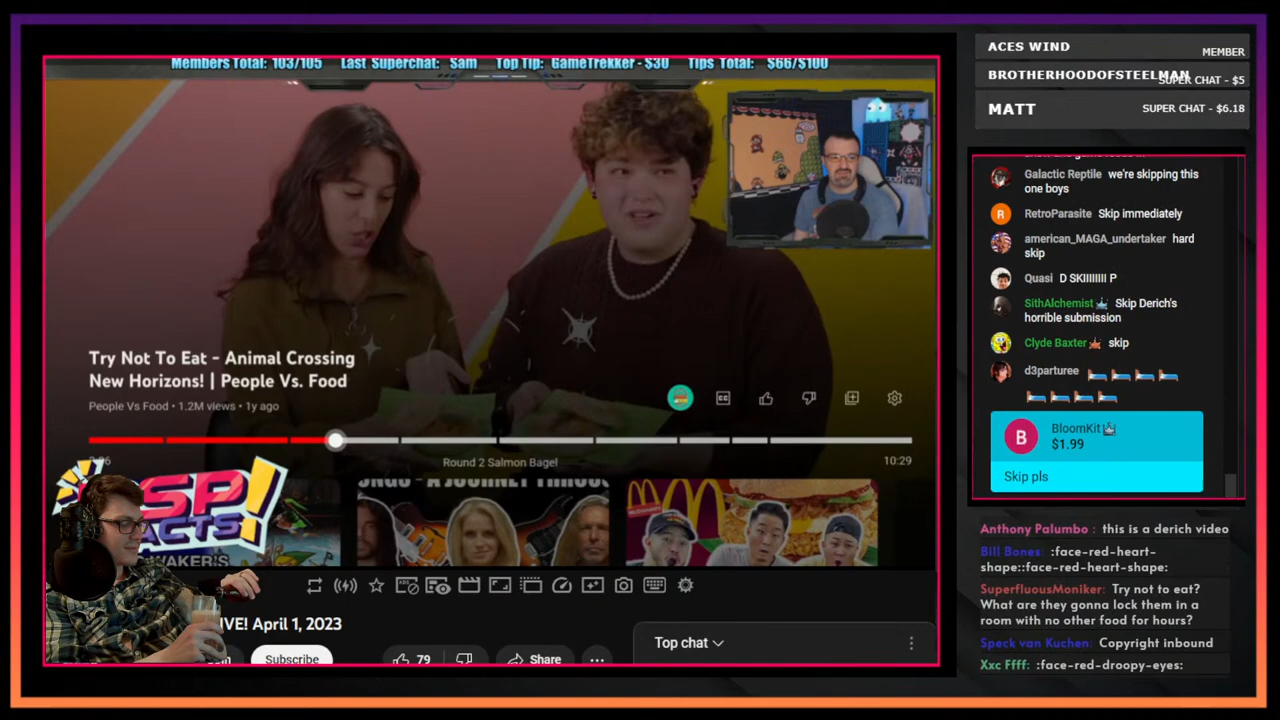 Members Total: 103/105 Last Superchat: Sam Top Tip: GameTrekker - $30 Tips Total: $66/$100
Try Not To Eat - Animal Crossing
New Horizons! | People Vs. Food
People Vs Food • 1.2M views • 1y ago
CC
Round 2 Salmon Bagel
10:29
SP
ACTS!
WAKER'S
LIVE! April 1, 2023
Subscribe
79
Share
Top chat
ACES WIND
MEMBER
BROTHERHOODOFSTEELMAN
SUPER CHAT - $5
MATT
SUPER CHAT - $6.18
Galactic Reptile we're skipping this
one boys
R
RetroParasite Skip immediately
american_MAGA_undertaker hard
skip
Quasi D SKIIIIIIII P
SithAlchemist Skip Derich's
horrible submission
Clyde Baxter skip
d3parturee
B
BloomKit
$1.99
Skip pls
Anthony Palumbo : this is a derich video
Bill Bones: :face-red-heart-
shape::face-red-heart-shape:
SuperfluousMoniker: Try not to eat?
What are they gonna lock them in a
room with no other food for hours?
Speck van Kuchen: Copyright inbound
Xxc Ffff: :face-red-droopy-eyes: